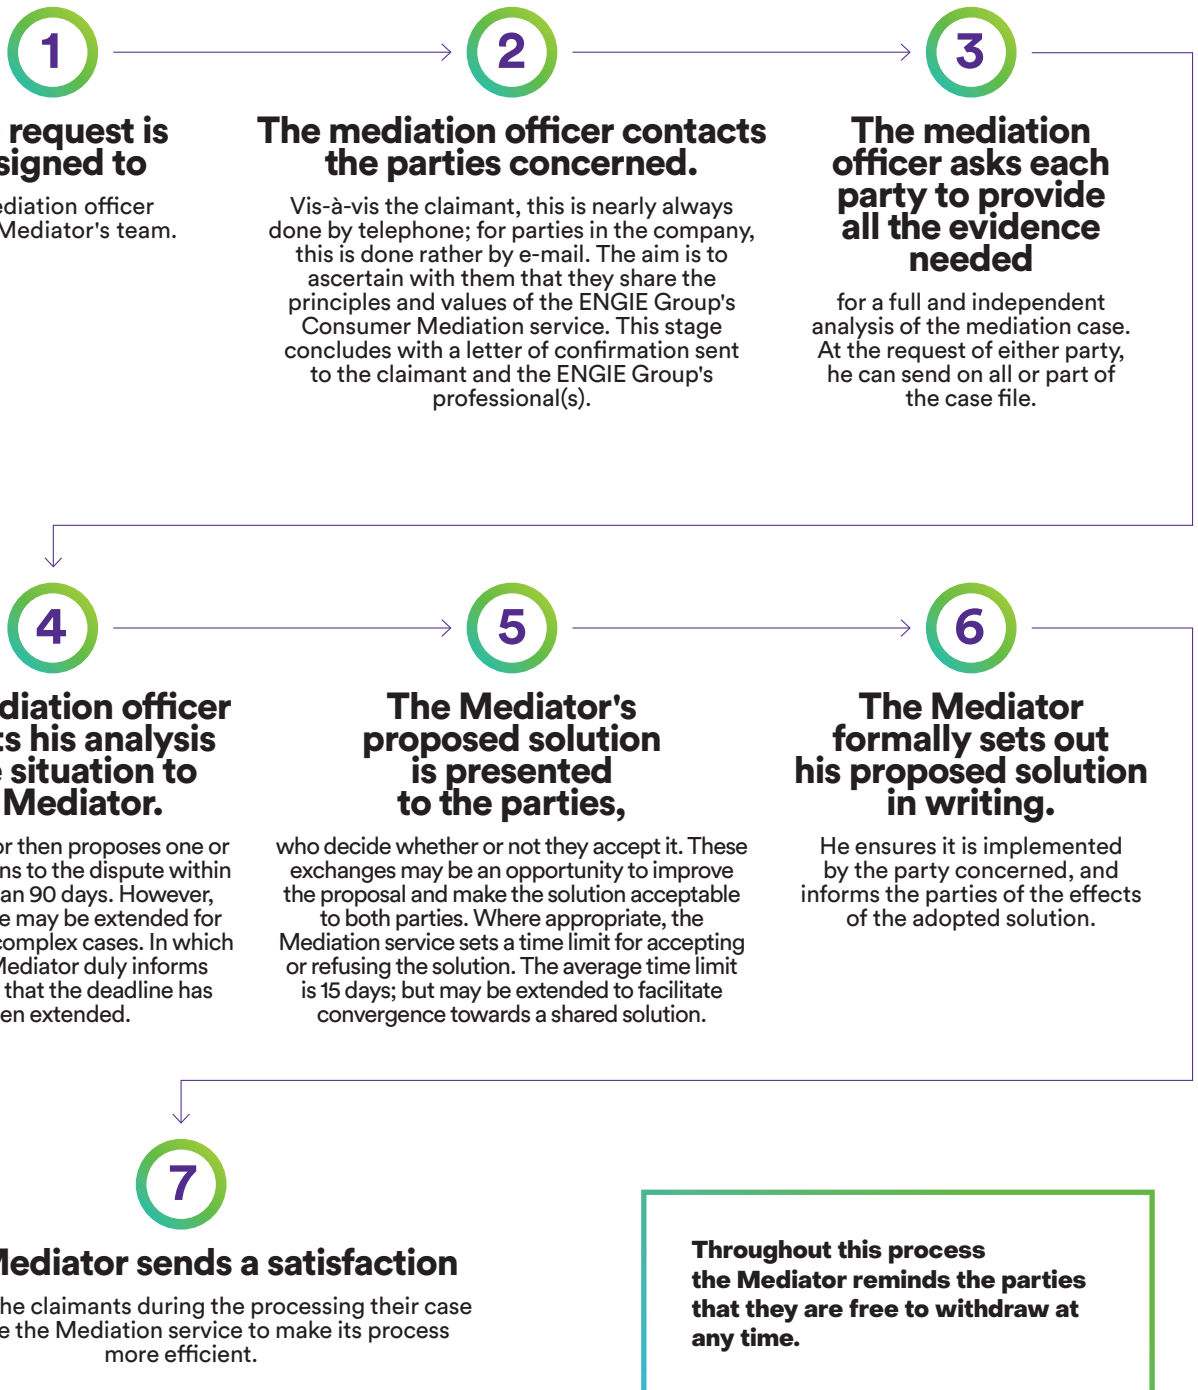 1
request is
signed to
ediation officer
Mediator's team.
2
The mediation officer contacts
the parties concerned.
Vis-à-vis the claimant, this is nearly always
done by telephone; for parties in the company,
this is done rather by e-mail. The aim is to
ascertain with them that they share the
principles and values of the ENGIE Group's
Consumer Mediation service. This stage
concludes with a letter of confirmation sent
to the claimant and the ENGIE Group's
professional(s).
3
The mediation
officer asks each
party to provide
all the evidence
needed
for a full and independent
analysis of the mediation case.
At the request of either party,
he can send on all or part of
the case file.
4
diation officer
ts his analysis
e situation to
Mediator.
or then proposes one or
ns to the dispute within
an 90 days. However,
e may be extended for
complex cases. In which
Mediator duly informs
that the deadline has
en extended.
5
The Mediator's
proposed solution
is presented
to the parties,
who decide whether or not they accept it. These
exchanges may be an opportunity to improve
the proposal and make the solution acceptable
to both parties. Where appropriate, the
Mediation service sets a time limit for accepting
or refusing the solution. The average time limit
is 15 days; but may be extended to facilitate
convergence towards a shared solution.
6
The Mediator
formally sets out
his proposed solution
in writing.
He ensures it is implemented
by the party concerned, and
informs the parties of the effects
of the adopted solution.
7
Mediator sends a satisfaction
he claimants during the processing their case
e the Mediation service to make its process
more efficient.
Throughout this process
the Mediator reminds the parties
that they are free to withdraw at
any time.